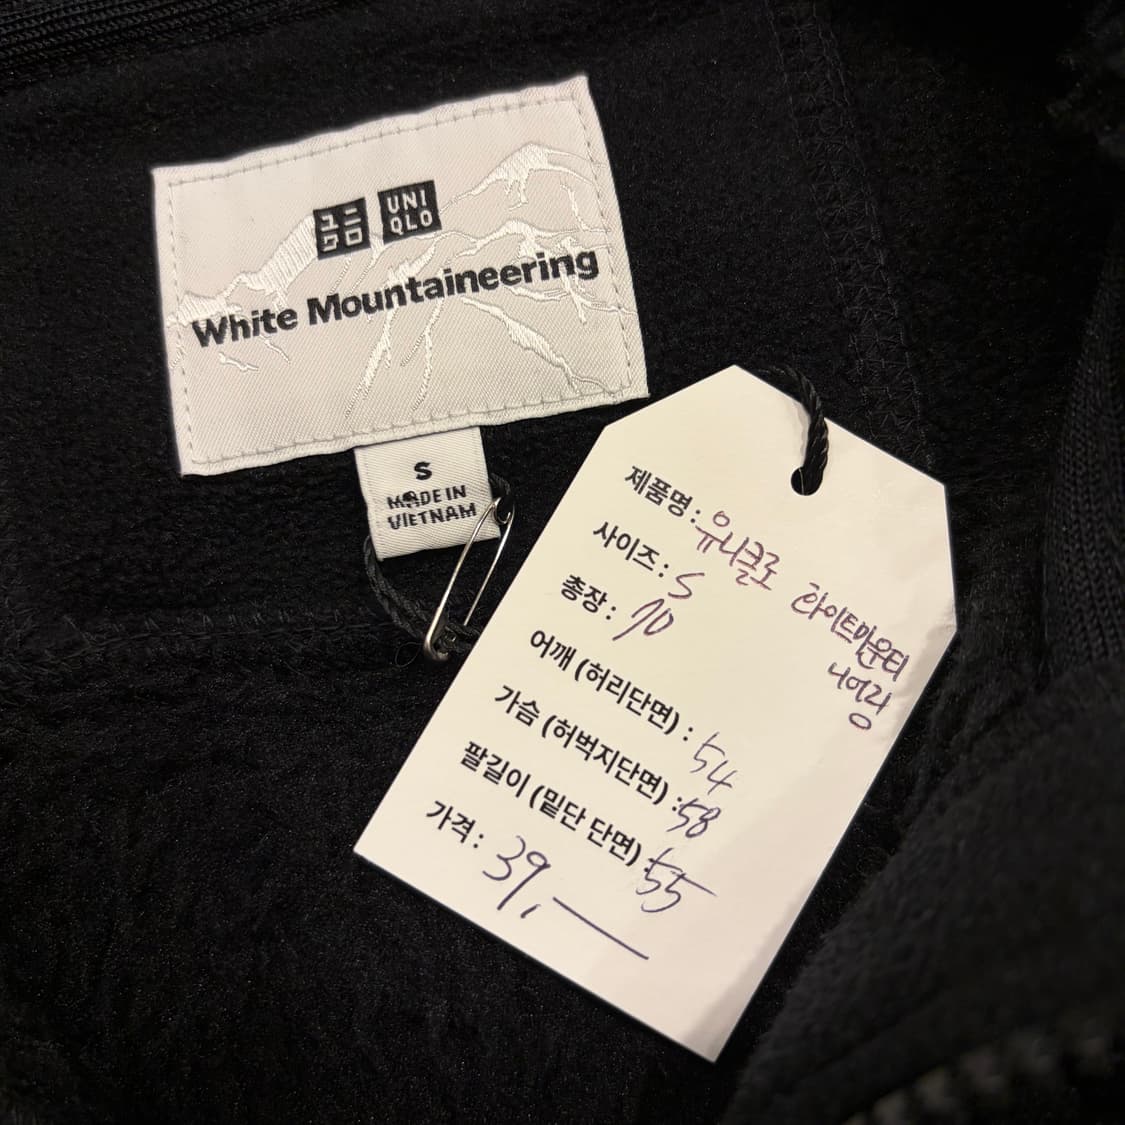 ユニ
クロ
UNI
QLO
White Mountaineering
S
MADE IN
VIETNAM
제품명 : 유니클로 화이트마운티
니어링
사이즈 : S
총장 : 70
어깨 (허리단면) : 54
가슴 (허벅지단면) : 58
팔길이 (밑단 단면) : 55
가격 : 39,—